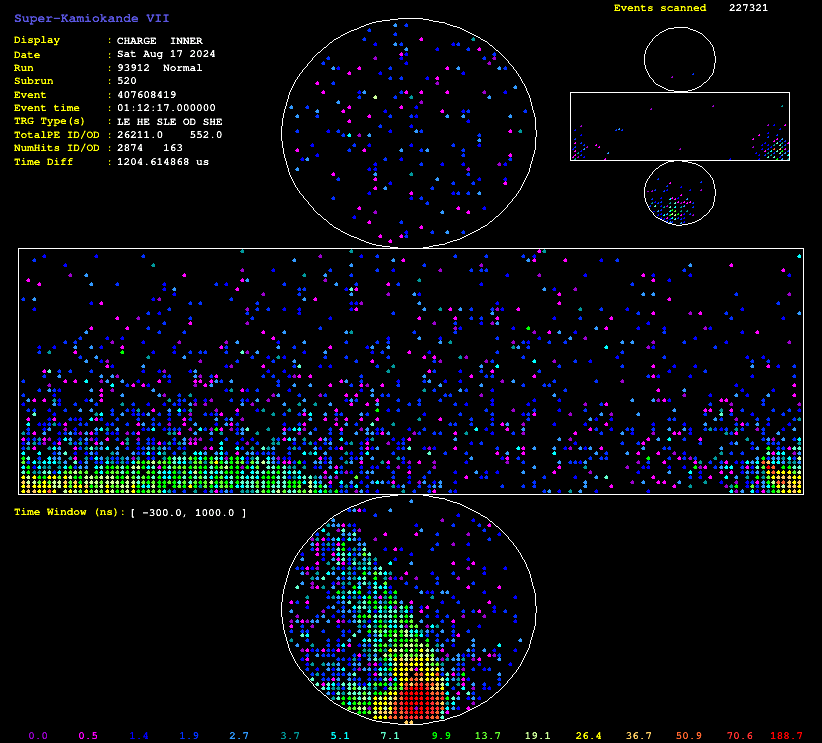 Super-Kamiokande VII
Events scanned 227321
Display : CHARGE INNER
Date : Sat Aug 17 2024
Run : 93912 Normal
Subrun : 520
Event : 407608419
Event time : 01:12:17.000000
TRG Type(s) : LE HE SLE OD SHE
TotalPE ID/OD : 26211.0 552.0
NumHits ID/OD : 2874 163
Time Diff : 1204.614868 us
Time Window (ns): [ -300.0, 1000.0 ]
0.0 0.5 1.4 1.9 2.7 3.7 5.1 7.1 9.9 13.7 19.1 26.4 36.7 50.9 70.6 188.7